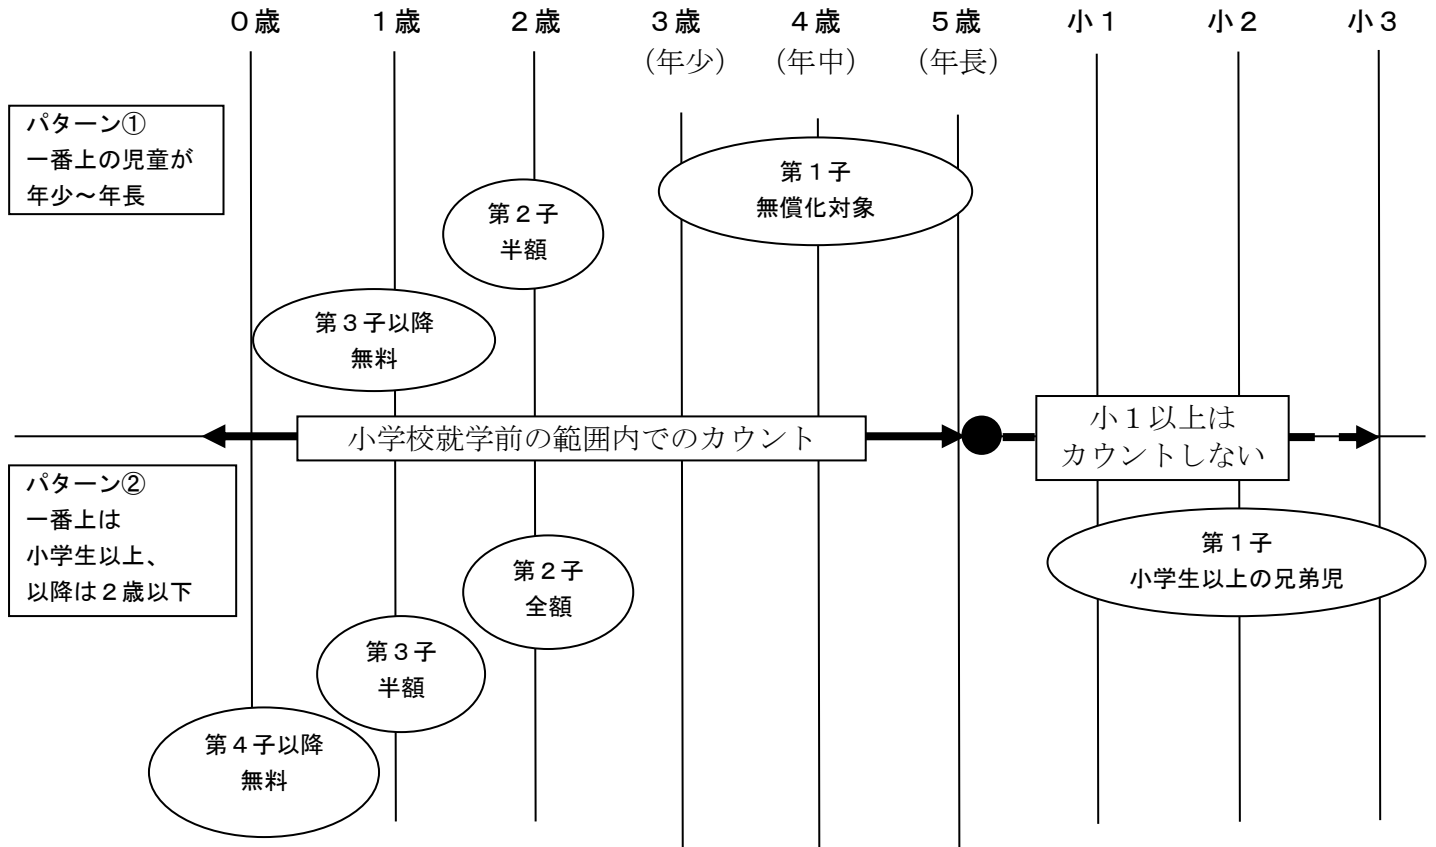 ０歳
１歳
２歳
３歳
（年少）
４歳
（年中）
５歳
（年長）
小１
小２
小３
パターン①
一番上の児童が
年少～年長
第１子
無償化対象
第２子
半額
第３子以降
無料
小学校就学前の範囲内でのカウント
小１以上は
カウントしない
パターン②
一番上は
小学生以上、
以降は２歳以下
第１子
小学生以上の兄弟児
第２子
全額
第３子
半額
第４子以降
無料